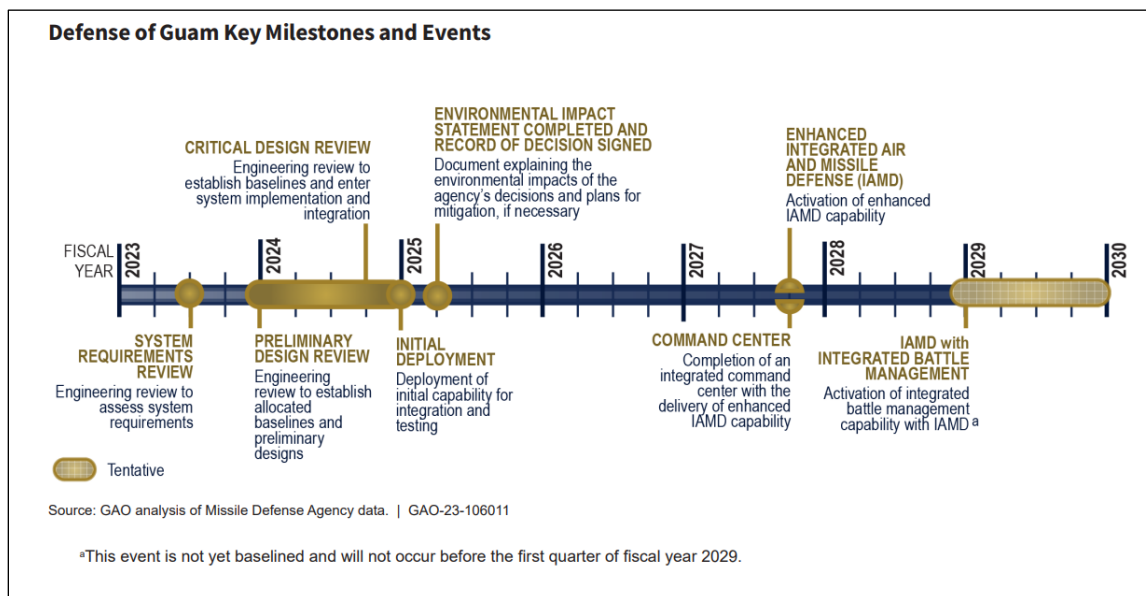 Defense of Guam Key Milestones and Events
CRITICAL DESIGN REVIEW
Engineering review to
establish baselines and enter
system implementation and
integration
ENVIRONMENTAL IMPACT
STATEMENT COMPLETED AND
RECORD OF DECISION SIGNED
Document explaining the
environmental impacts of the
agency’s decisions and plans for
mitigation, if necessary
ENHANCED
INTEGRATED AIR
AND MISSILE
DEFENSE (IAMD)
Activation of enhanced
IAMD capability
FISCAL
YEAR
2023
2024
2025
2026
2027
2028
2029
2030
SYSTEM
REQUIREMENTS
REVIEW
Engineering review to
assess system
requirements
PRELIMINARY
DESIGN REVIEW
Engineering
review to establish
allocated
baselines and
preliminary
designs
INITIAL
DEPLOYMENT
Deployment of
initial capability for
integration and
testing
COMMAND CENTER
Completion of an
integrated command
center with the
delivery of enhanced
IAMD capability
IAMD with
INTEGRATED BATTLE
MANAGEMENT
Activation of integrated
battle management
capability with IAMD a
Tentative
Source: GAO analysis of Missile Defense Agency data. | GAO-23-106011
aThis event is not yet baselined and will not occur before the first quarter of fiscal year 2029.